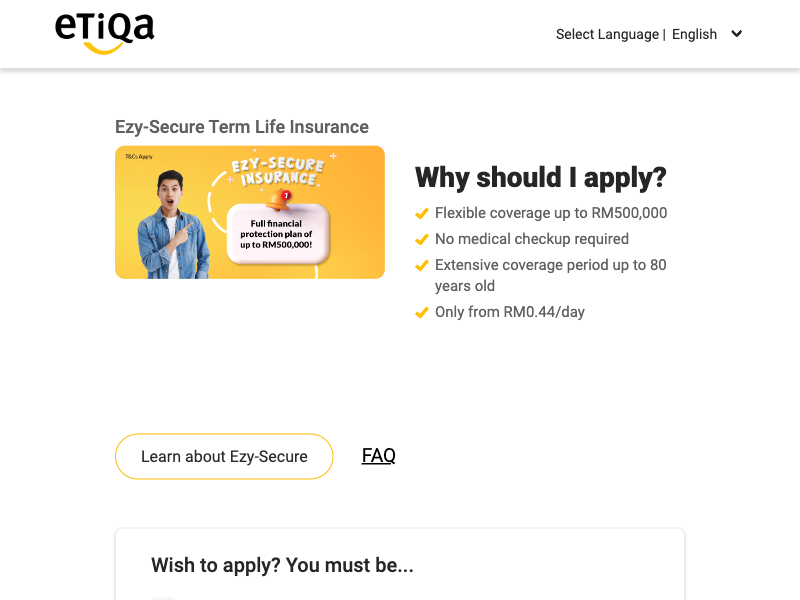 eTiQa
Select Language | English
Ezy-Secure Term Life Insurance
T&Cs Apply
EZY-SECURE
INSURANCE
1
Full financial
protection plan of
up to RM500,000!
Why should I apply?
Flexible coverage up to RM500,000
No medical checkup required
Extensive coverage period up to 80
years old
Only from RM0.44/day
Learn about Ezy-Secure
FAQ
Wish to apply? You must be...